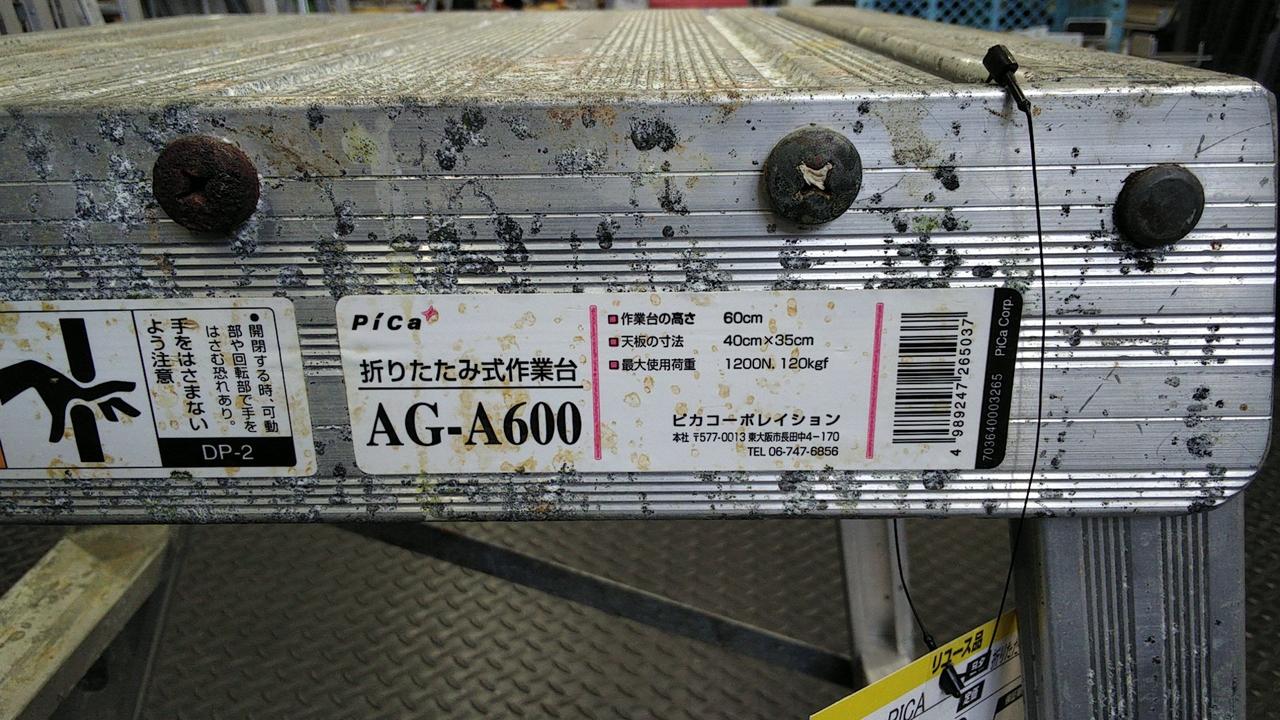 ●開閉する時、可動
部や回転部で手を
はさむ恐れあり。
手をはさまない
よう注意
DP-2
PiCa
折りたたみ式作業台
AG-A600
作業台の高さ 60cm
天板の寸法 40cm×35cm
最大使用荷重 1200N, 120kgf
ピカコーポレイション
本社 〒577-0013 東大阪市長田中4-170
TEL 06-747-6856
4 989247 265037
703640003265 PiCa Corp.
リユース品
折りたた
PICA